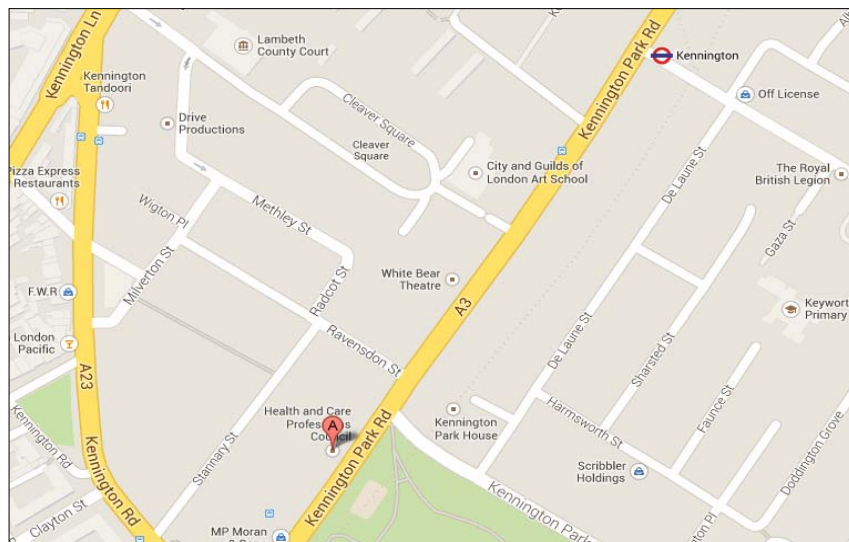 Kennington Ln
Lambeth
County Court
Kennington Park Rd
Kennington
Kennington
Tandoori
Off License
Drive
Productions
Cleaver Square
Cleaver
Square
City and Guilds of
London Art School
De Laune St
The Royal
British Legion
Pizza Express
Restaurants
Wigton Pl
Methley St
Gaza St
Milverton St
Radcot St
White Bear
Theatre
A3
F.W.R
Keywor
Primary
London
Pacific
Ravensdon St
De Laune St
Sharsted St
A23
Health and Care
Professions
Council
A
Kennington Park Rd
Kennington
Park House
Harmsworth St
Faunce St
Kennington Rd
Kennington Rd
Stannary St
Scribbler
Holdings
Doddington Grove
Clayton St
Kennington Park
MP Moran